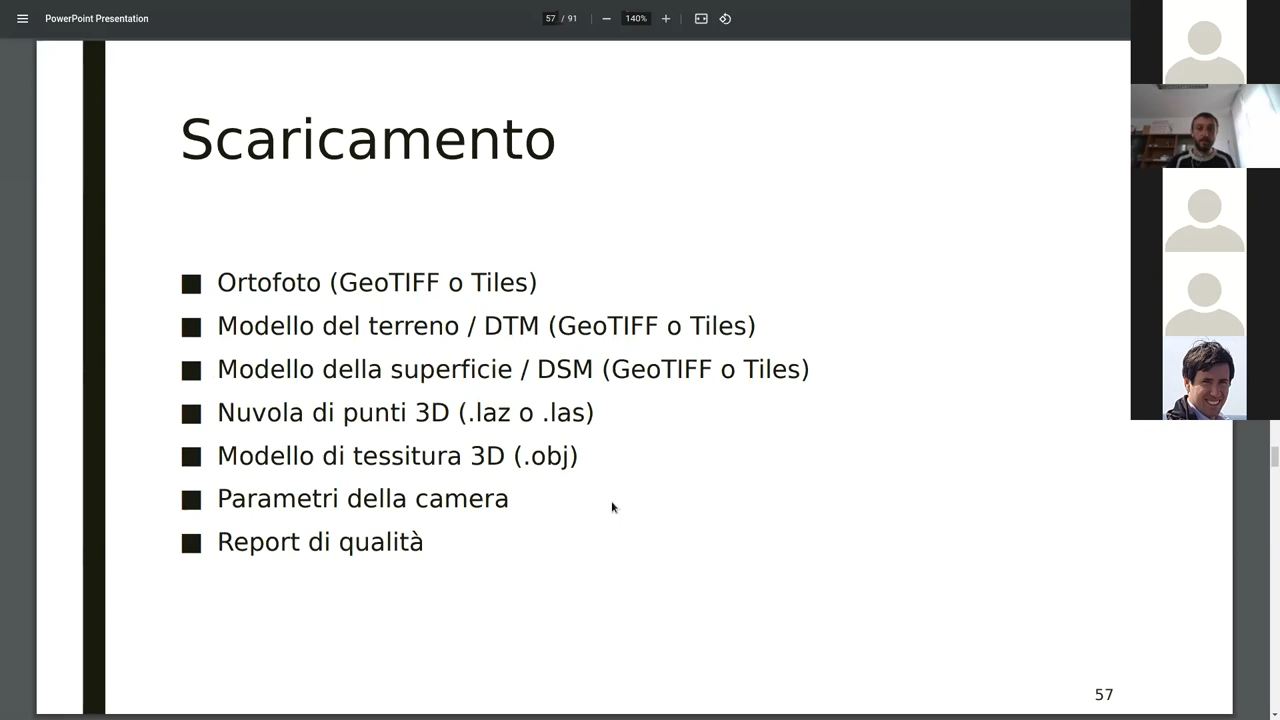 PowerPoint Presentation
57 / 91
140%
Scaricamento
■ Ortofoto (GeoTIFF o Tiles)
■ Modello del terreno / DTM (GeoTIFF o Tiles)
■ Modello della superficie / DSM (GeoTIFF o Tiles)
■ Nuvola di punti 3D (.laz o .las)
■ Modello di tessitura 3D (.obj)
■ Parametri della camera
■ Report di qualità
57